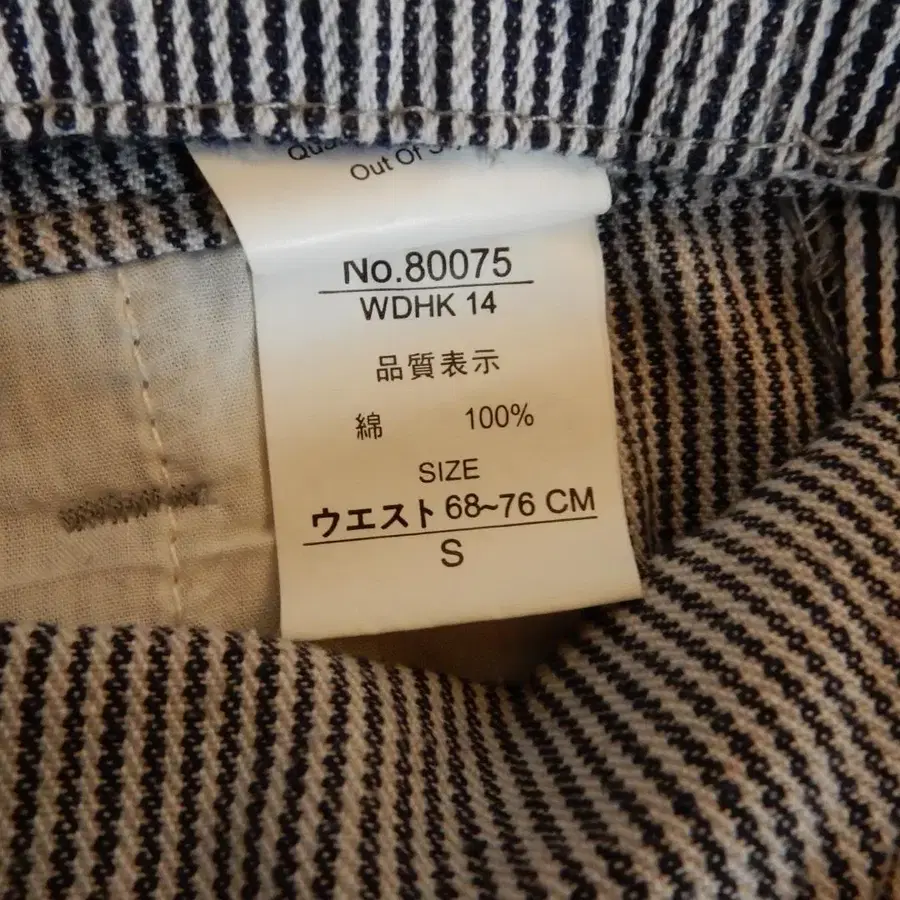 Out Of
No.80075
WDHK 14
品質表示
綿 100%
SIZE
ウエスト 68~76 CM
S